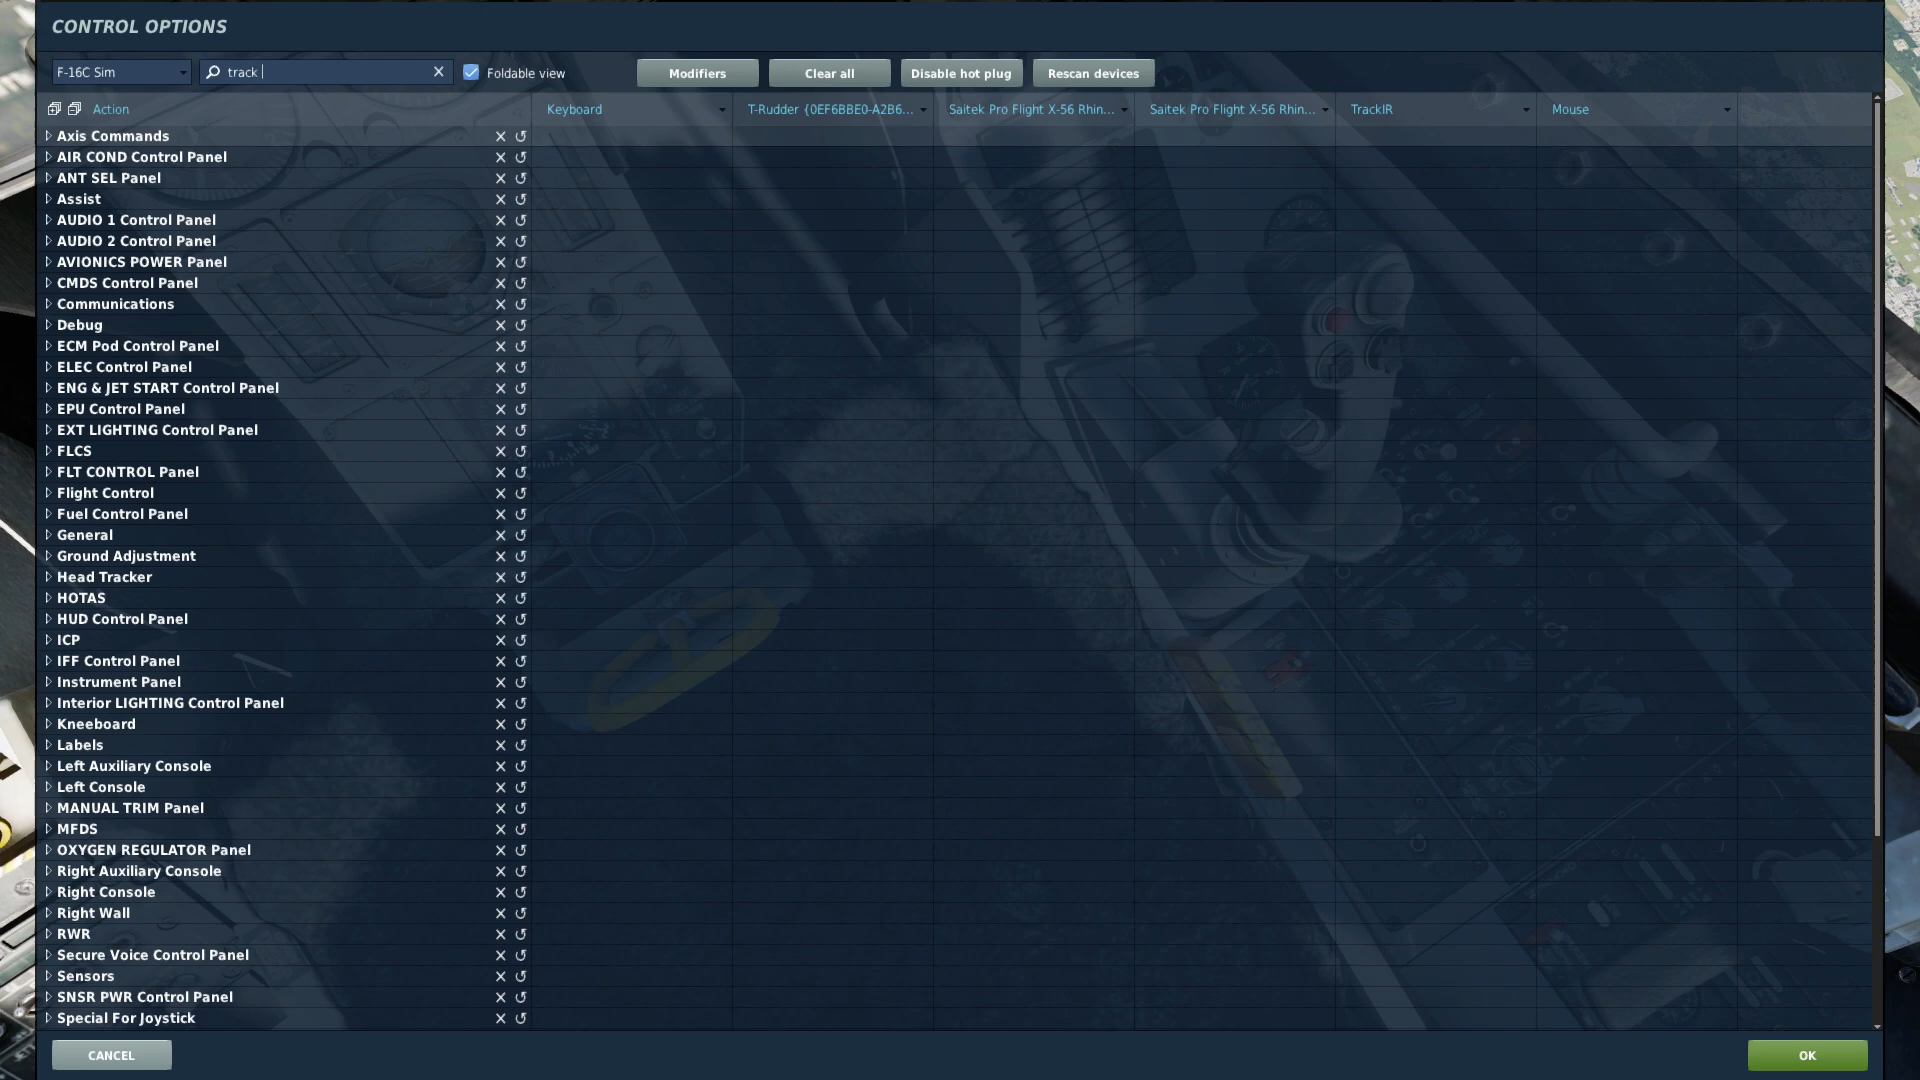 CONTROL OPTIONS
F-16C Sim
track
Foldable view
Modifiers
Clear all
Disable hot plug
Rescan devices
Action
Keyboard
T-Rudder {0EF6BBE0-A2B6...
Saitek Pro Flight X-56 Rhin...
Saitek Pro Flight X-56 Rhin...
TrackIR
Mouse
Axis Commands
AIR COND Control Panel
ANT SEL Panel
Assist
AUDIO 1 Control Panel
AUDIO 2 Control Panel
AVIONICS POWER Panel
CMDS Control Panel
Communications
Debug
ECM Pod Control Panel
ELEC Control Panel
ENG & JET START Control Panel
EPU Control Panel
EXT LIGHTING Control Panel
FLCS
FLT CONTROL Panel
Flight Control
Fuel Control Panel
General
Ground Adjustment
Head Tracker
HOTAS
HUD Control Panel
ICP
IFF Control Panel
Instrument Panel
Interior LIGHTING Control Panel
Kneeboard
Labels
Left Auxiliary Console
Left Console
MANUAL TRIM Panel
MFDS
OXYGEN REGULATOR Panel
Right Auxiliary Console
Right Console
Right Wall
RWR
Secure Voice Control Panel
Sensors
SNSR PWR Control Panel
Special For Joystick
CANCEL
OK